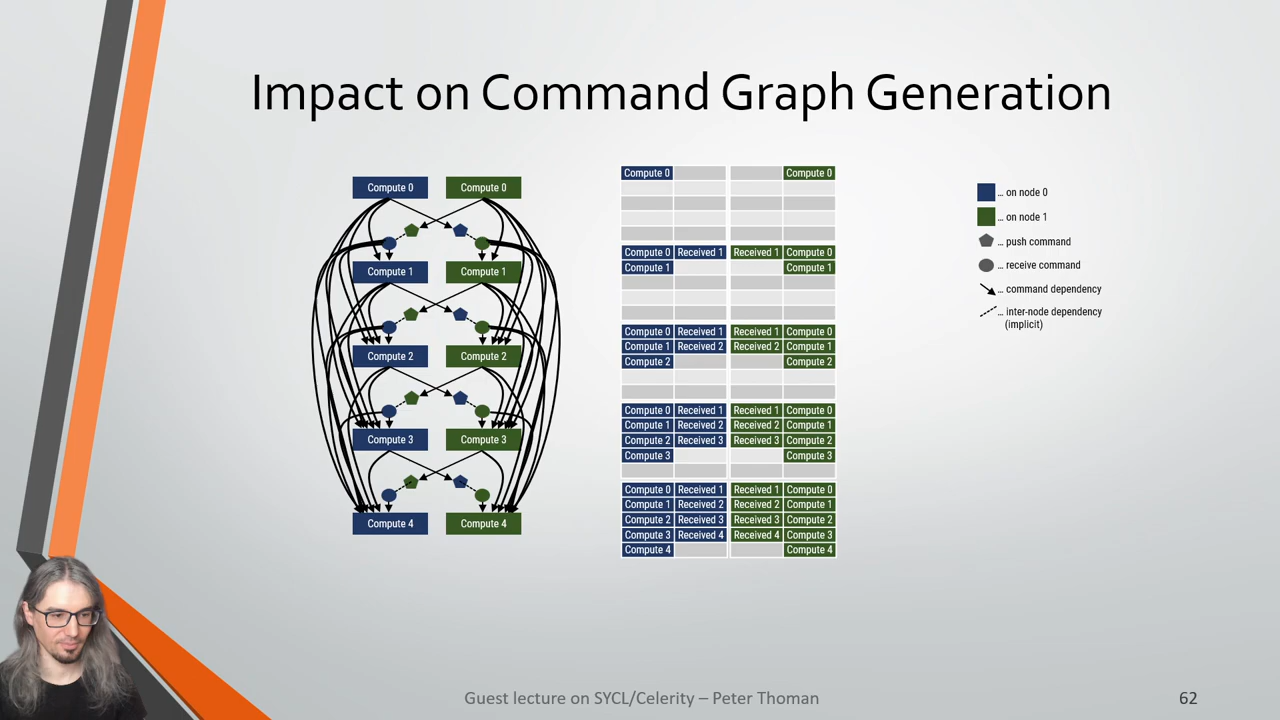 Impact on Command Graph Generation
Compute 0 Compute 0
Compute 1 Compute 1
Compute 2 Compute 2
Compute 3 Compute 3
Compute 4 Compute 4
Compute 0 Compute 0
Compute 0 Received 1 Received 1 Compute 0
Compute 1 Compute 1
Compute 0 Received 1 Received 1 Compute 0
Compute 1 Received 2 Received 2 Compute 1
Compute 2 Compute 2
Compute 0 Received 1 Received 1 Compute 0
Compute 1 Received 2 Received 2 Compute 1
Compute 2 Received 3 Received 3 Compute 2
Compute 3 Compute 3
Compute 0 Received 1 Received 1 Compute 0
Compute 1 Received 2 Received 2 Compute 1
Compute 2 Received 3 Received 3 Compute 2
Compute 3 Received 4 Received 4 Compute 3
Compute 4 Compute 4
... on node 0
... on node 1
... push command
... receive command
... command dependency
... inter-node dependency
(implicit)
Guest lecture on SYCL/Celerity – Peter Thoman
62